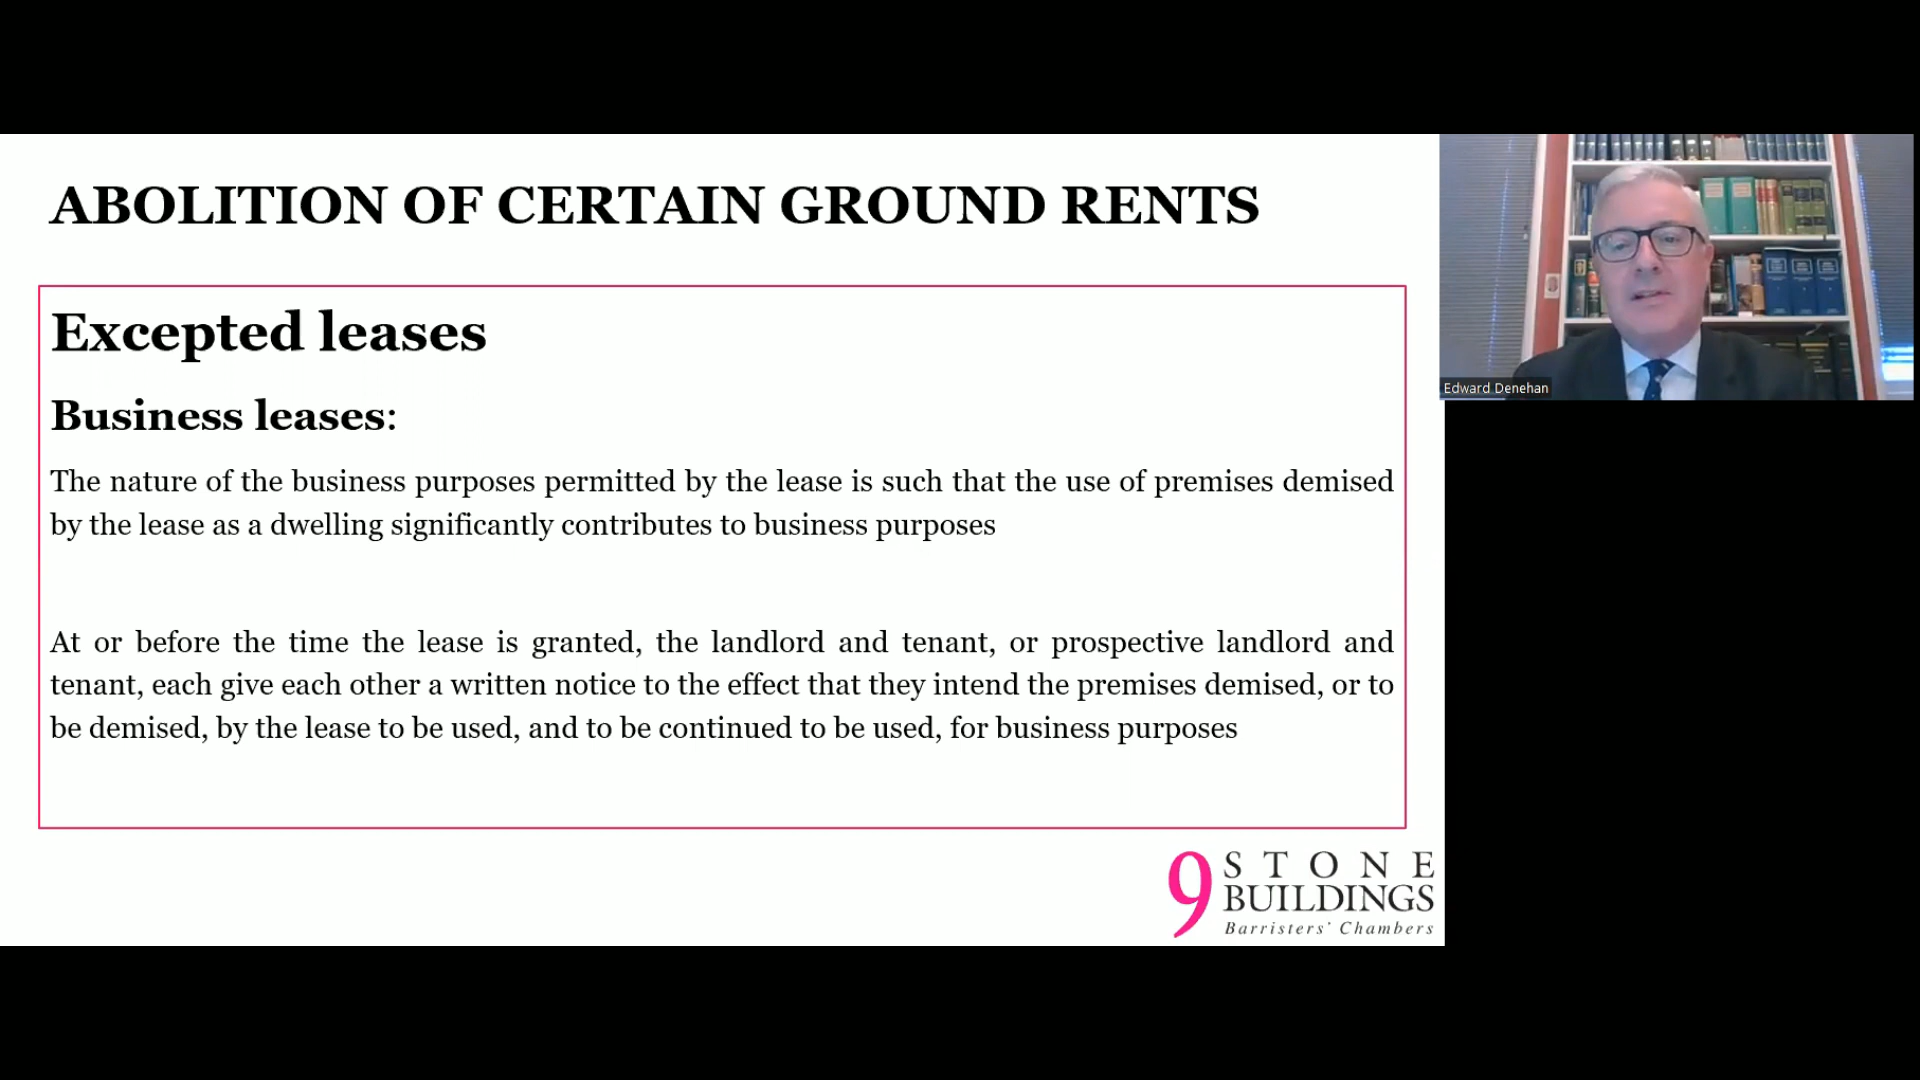 ABOLITION OF CERTAIN GROUND RENTS
Excepted leases
Business leases:
The nature of the business purposes permitted by the lease is such that the use of premises demised
by the lease as a dwelling significantly contributes to business purposes
At or before the time the lease is granted, the landlord and tenant, or prospective landlord and
tenant, each give each other a written notice to the effect that they intend the premises demised, or to
be demised, by the lease to be used, and to be continued to be used, for business purposes
9 STONE
BUILDINGS
Barristers' Chambers
Edward Denehan